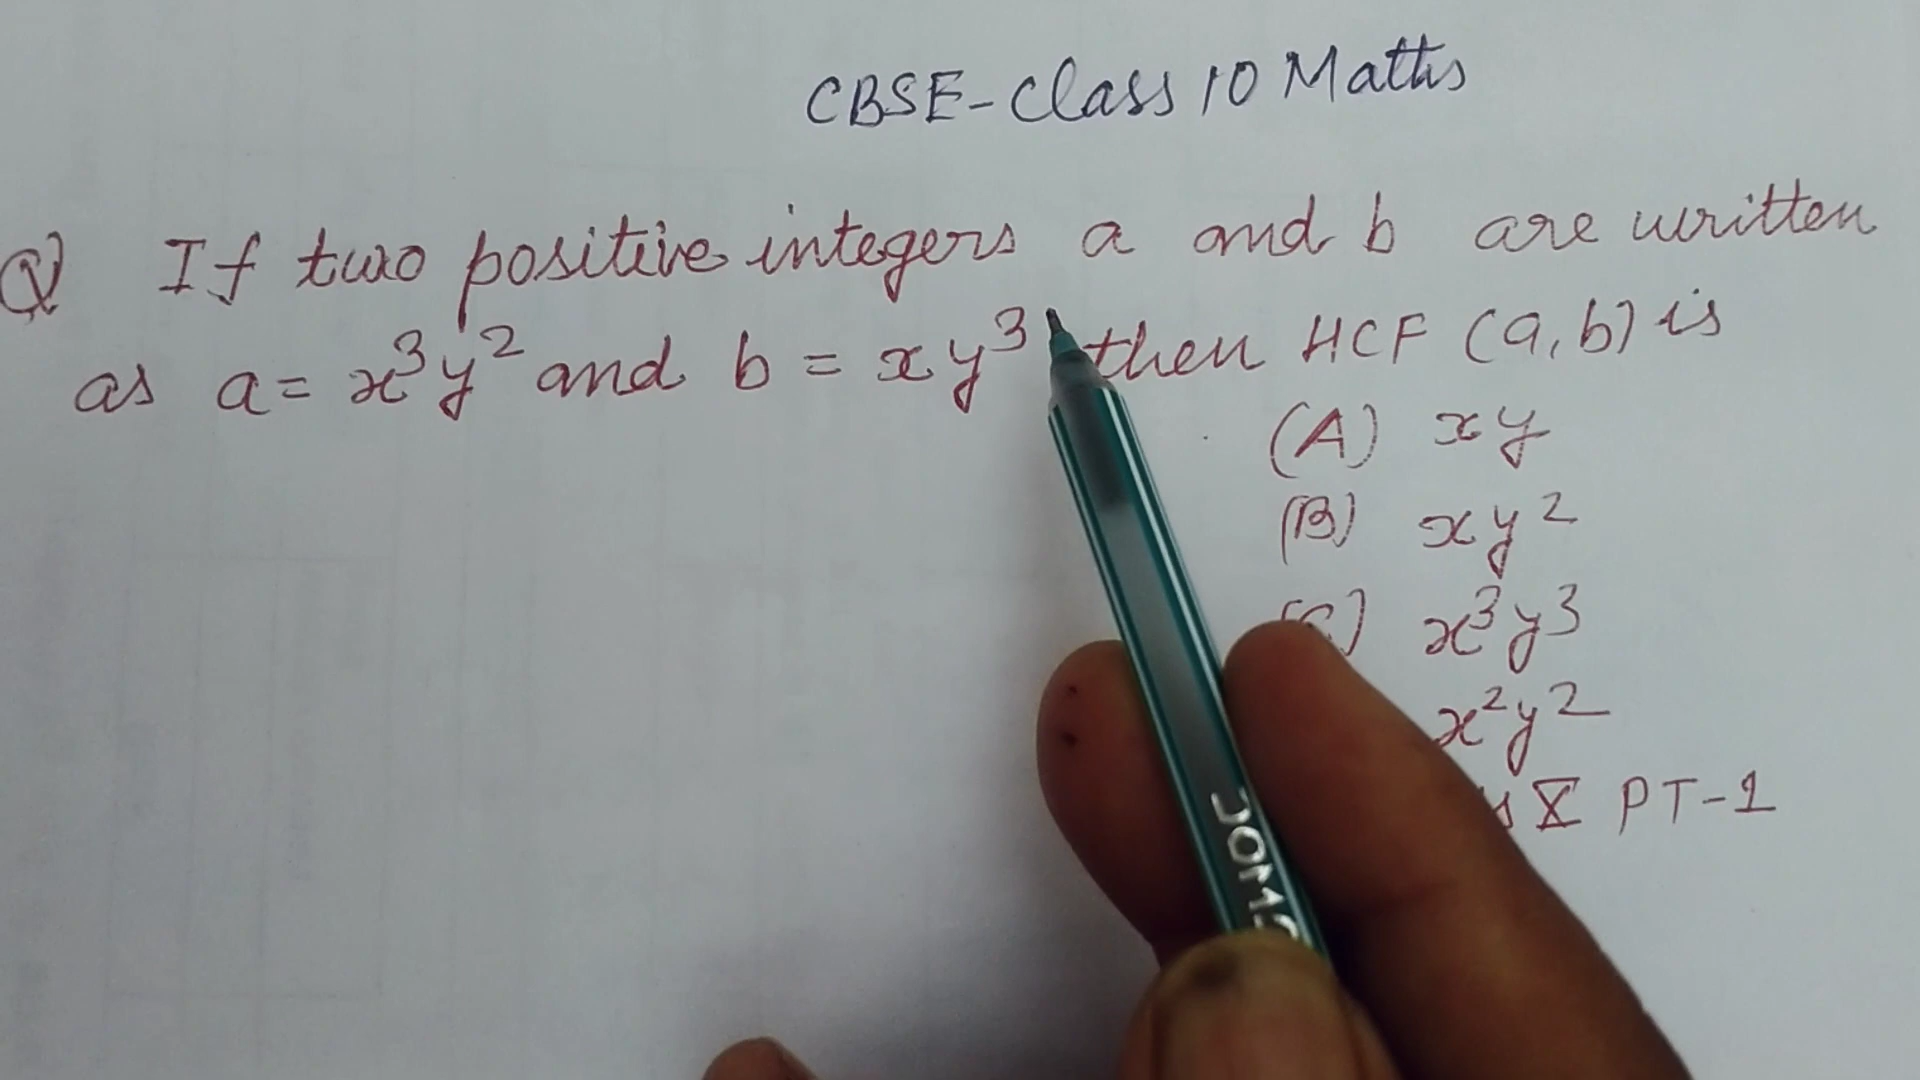 CBSE-Class 10 Maths
Q If two positive integers a and b are written
as a = x³y² and b = xy³ then HCF (a,b) is
(A) xy
(B) xy²
(C) x³y³
x²y²
X PT-1
DOMS